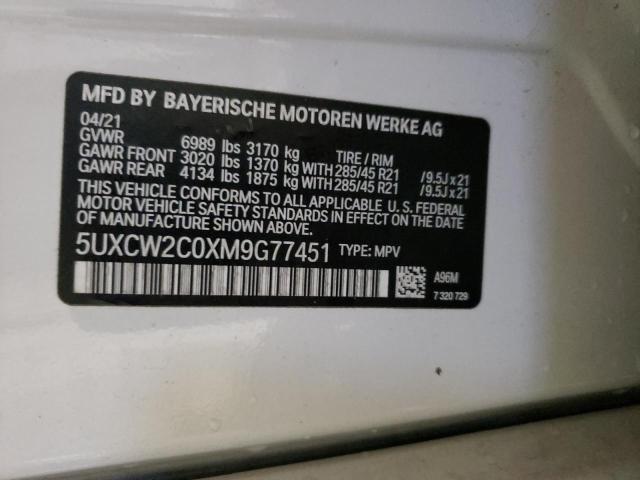 MFD BY BAYERISCHE MOTOREN WERKE AG
04/21
GVWR 6989 lbs 3170 kg TIRE / RIM
GAWR FRONT 3020 lbs 1370 kg WITH 285/45 R21 /9.5J x 21
GAWR REAR 4134 lbs 1875 kg WITH 285/45 R21 /9.5J x 21
THIS VEHICLE CONFORMS TO ALL APPLICABLE U.S. FEDERAL
MOTOR VEHICLE SAFETY STANDARDS IN EFFECT ON THE DATE
OF MANUFACTURE SHOWN ABOVE.
5UXCW2C0XM9G77451 TYPE: MPV
A96M
7 320 729